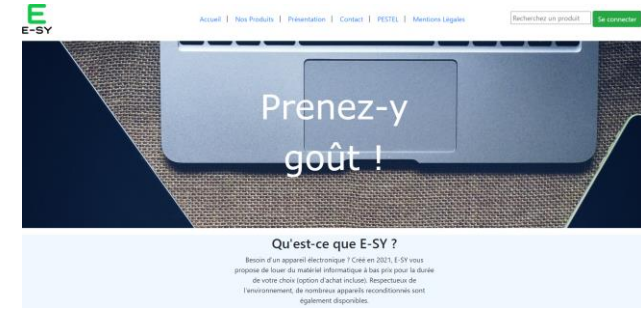 E
E-SY
Accueil | Nos Produits | Présentation | Contact | PESTEL | Mentions Légales
Recherchez un produit
Se connecter
Prenez-y
goût !
Qu'est-ce que E-SY ?
Besoin d'un appareil électronique ? Créé en 2021, E-SY vous
propose de louer du matériel informatique à bas prix pour la durée
de votre choix (option d'achat incluse). Respectueux de
l'environnement, de nombreux appareils reconditionnés sont
également disponibles.